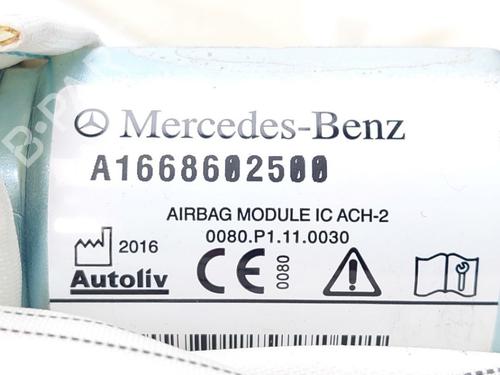 Mercedes-Benz
A1668602500
AIRBAG MODULE IC ACH-2
0080.P1.11.0030
2016
Autoliv
CE
0080